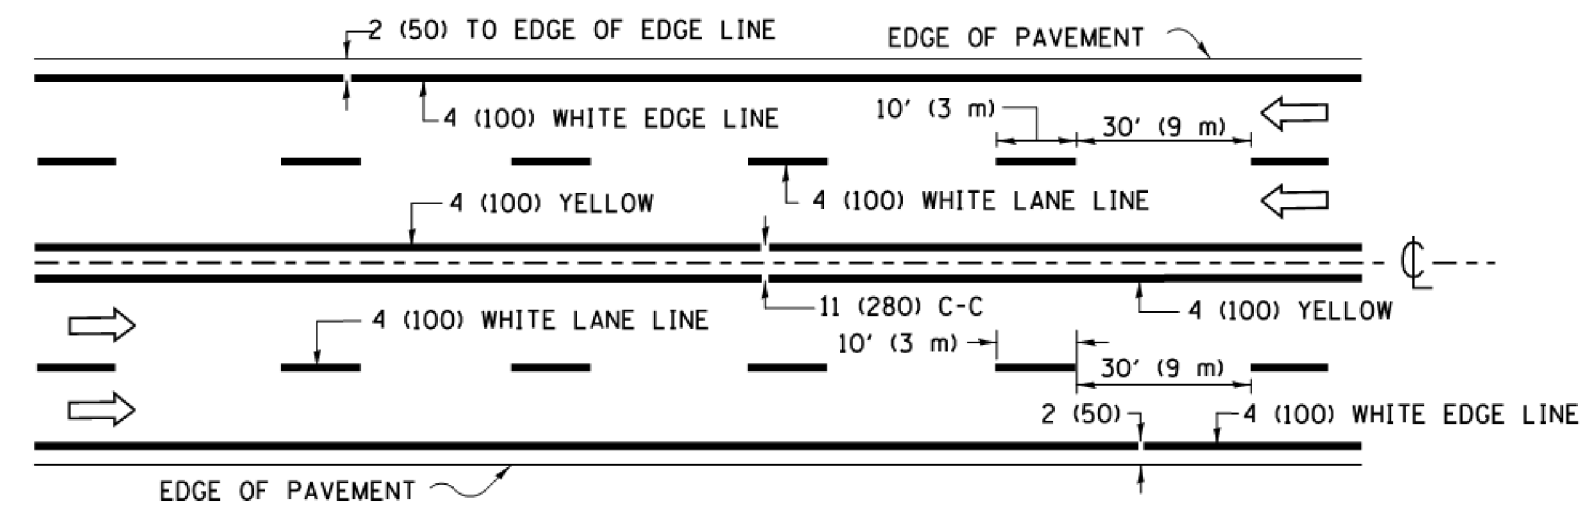 2 (50) TO EDGE OF EDGE LINE
EDGE OF PAVEMENT
4 (100) WHITE EDGE LINE
10' (3 m)
30' (9 m)
4 (100) YELLOW
4 (100) WHITE LANE LINE
℄
11 (280) C-C
4 (100) YELLOW
4 (100) WHITE LANE LINE
10' (3 m)
30' (9 m)
2 (50)
4 (100) WHITE EDGE LINE
EDGE OF PAVEMENT